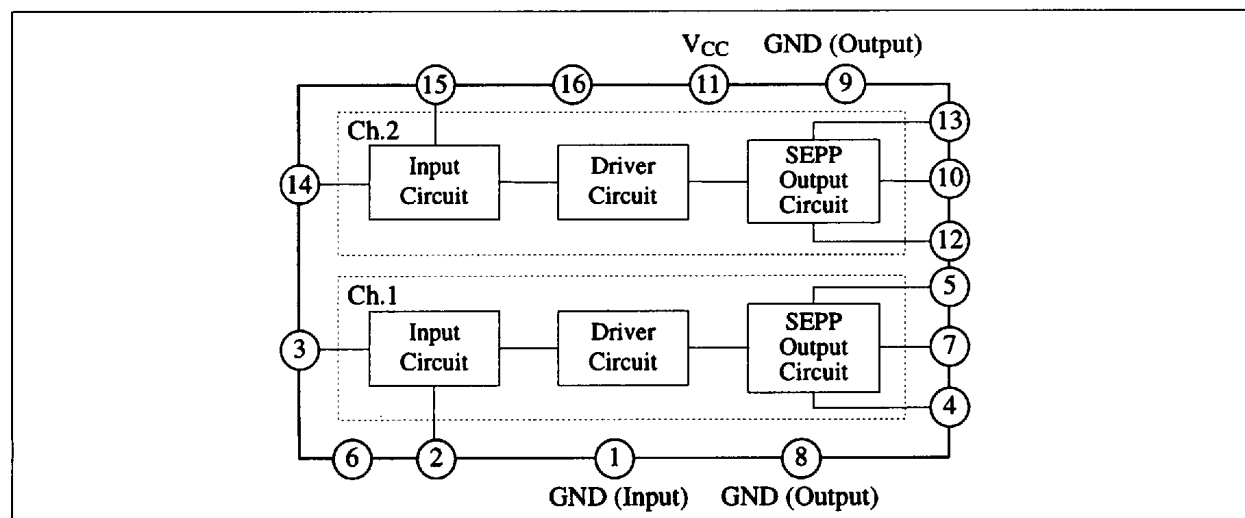 V_CC GND (Output)
15 16 11 9
Ch.2
13
14 Input Circuit Driver Circuit SEPP Output Circuit 10
12
Ch.1
5
3 Input Circuit Driver Circuit SEPP Output Circuit 7
4
6 2 1 8
GND (Input) GND (Output)